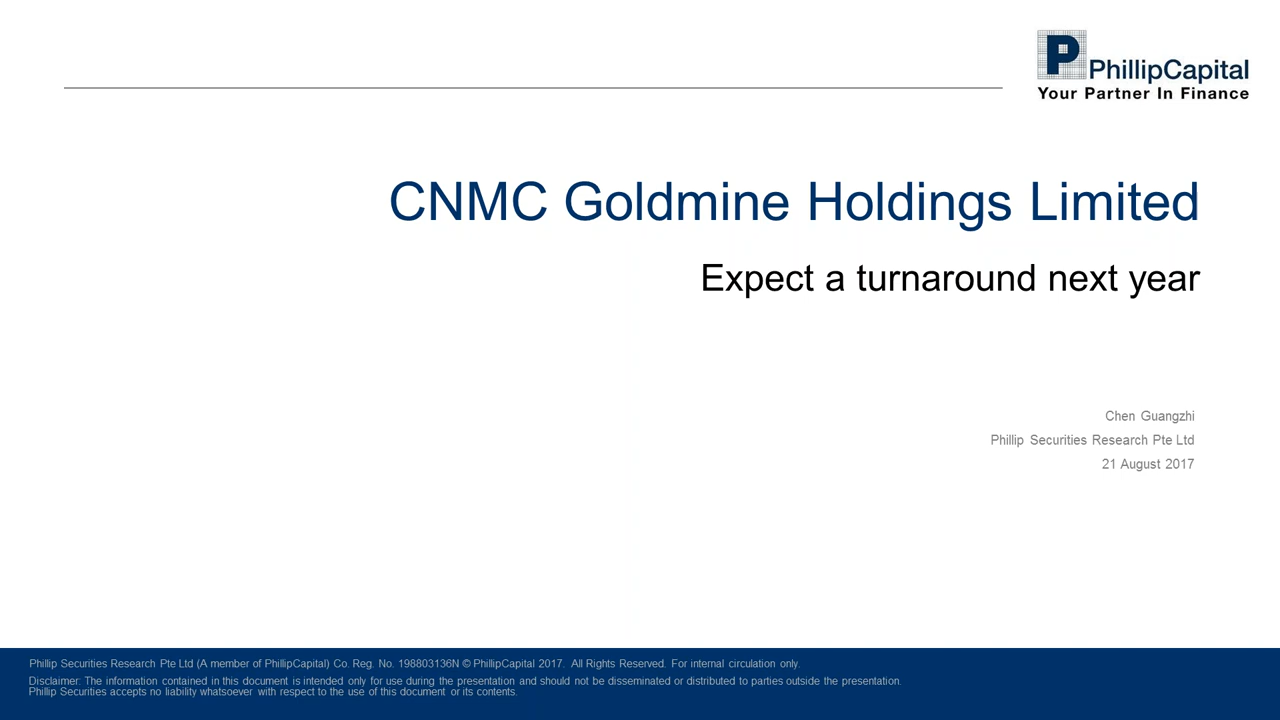 P
PhillipCapital
Your Partner In Finance
CNMC Goldmine Holdings Limited
Expect a turnaround next year
Chen Guangzhi
Phillip Securities Research Pte Ltd
21 August 2017
Phillip Securities Research Pte Ltd (A member of PhillipCapital) Co. Reg. No. 198803136N © PhillipCapital 2017. All Rights Reserved. For internal circulation only.
Disclaimer: The information contained in this document is intended only for use during the presentation and should not be disseminated or distributed to parties outside the presentation.
Phillip Securities accepts no liability whatsoever with respect to the use of this document or its contents.